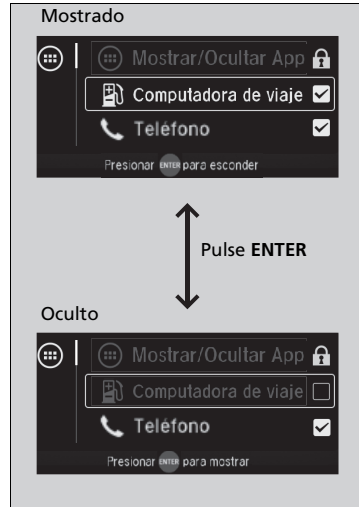 Mostrado
Mostrar/Ocultar App
Computadora de viaje
Teléfono
Presionar ENTER para esconder
Pulse ENTER
Oculto
Mostrar/Ocultar App
Computadora de viaje
Teléfono
Presionar ENTER para mostrar